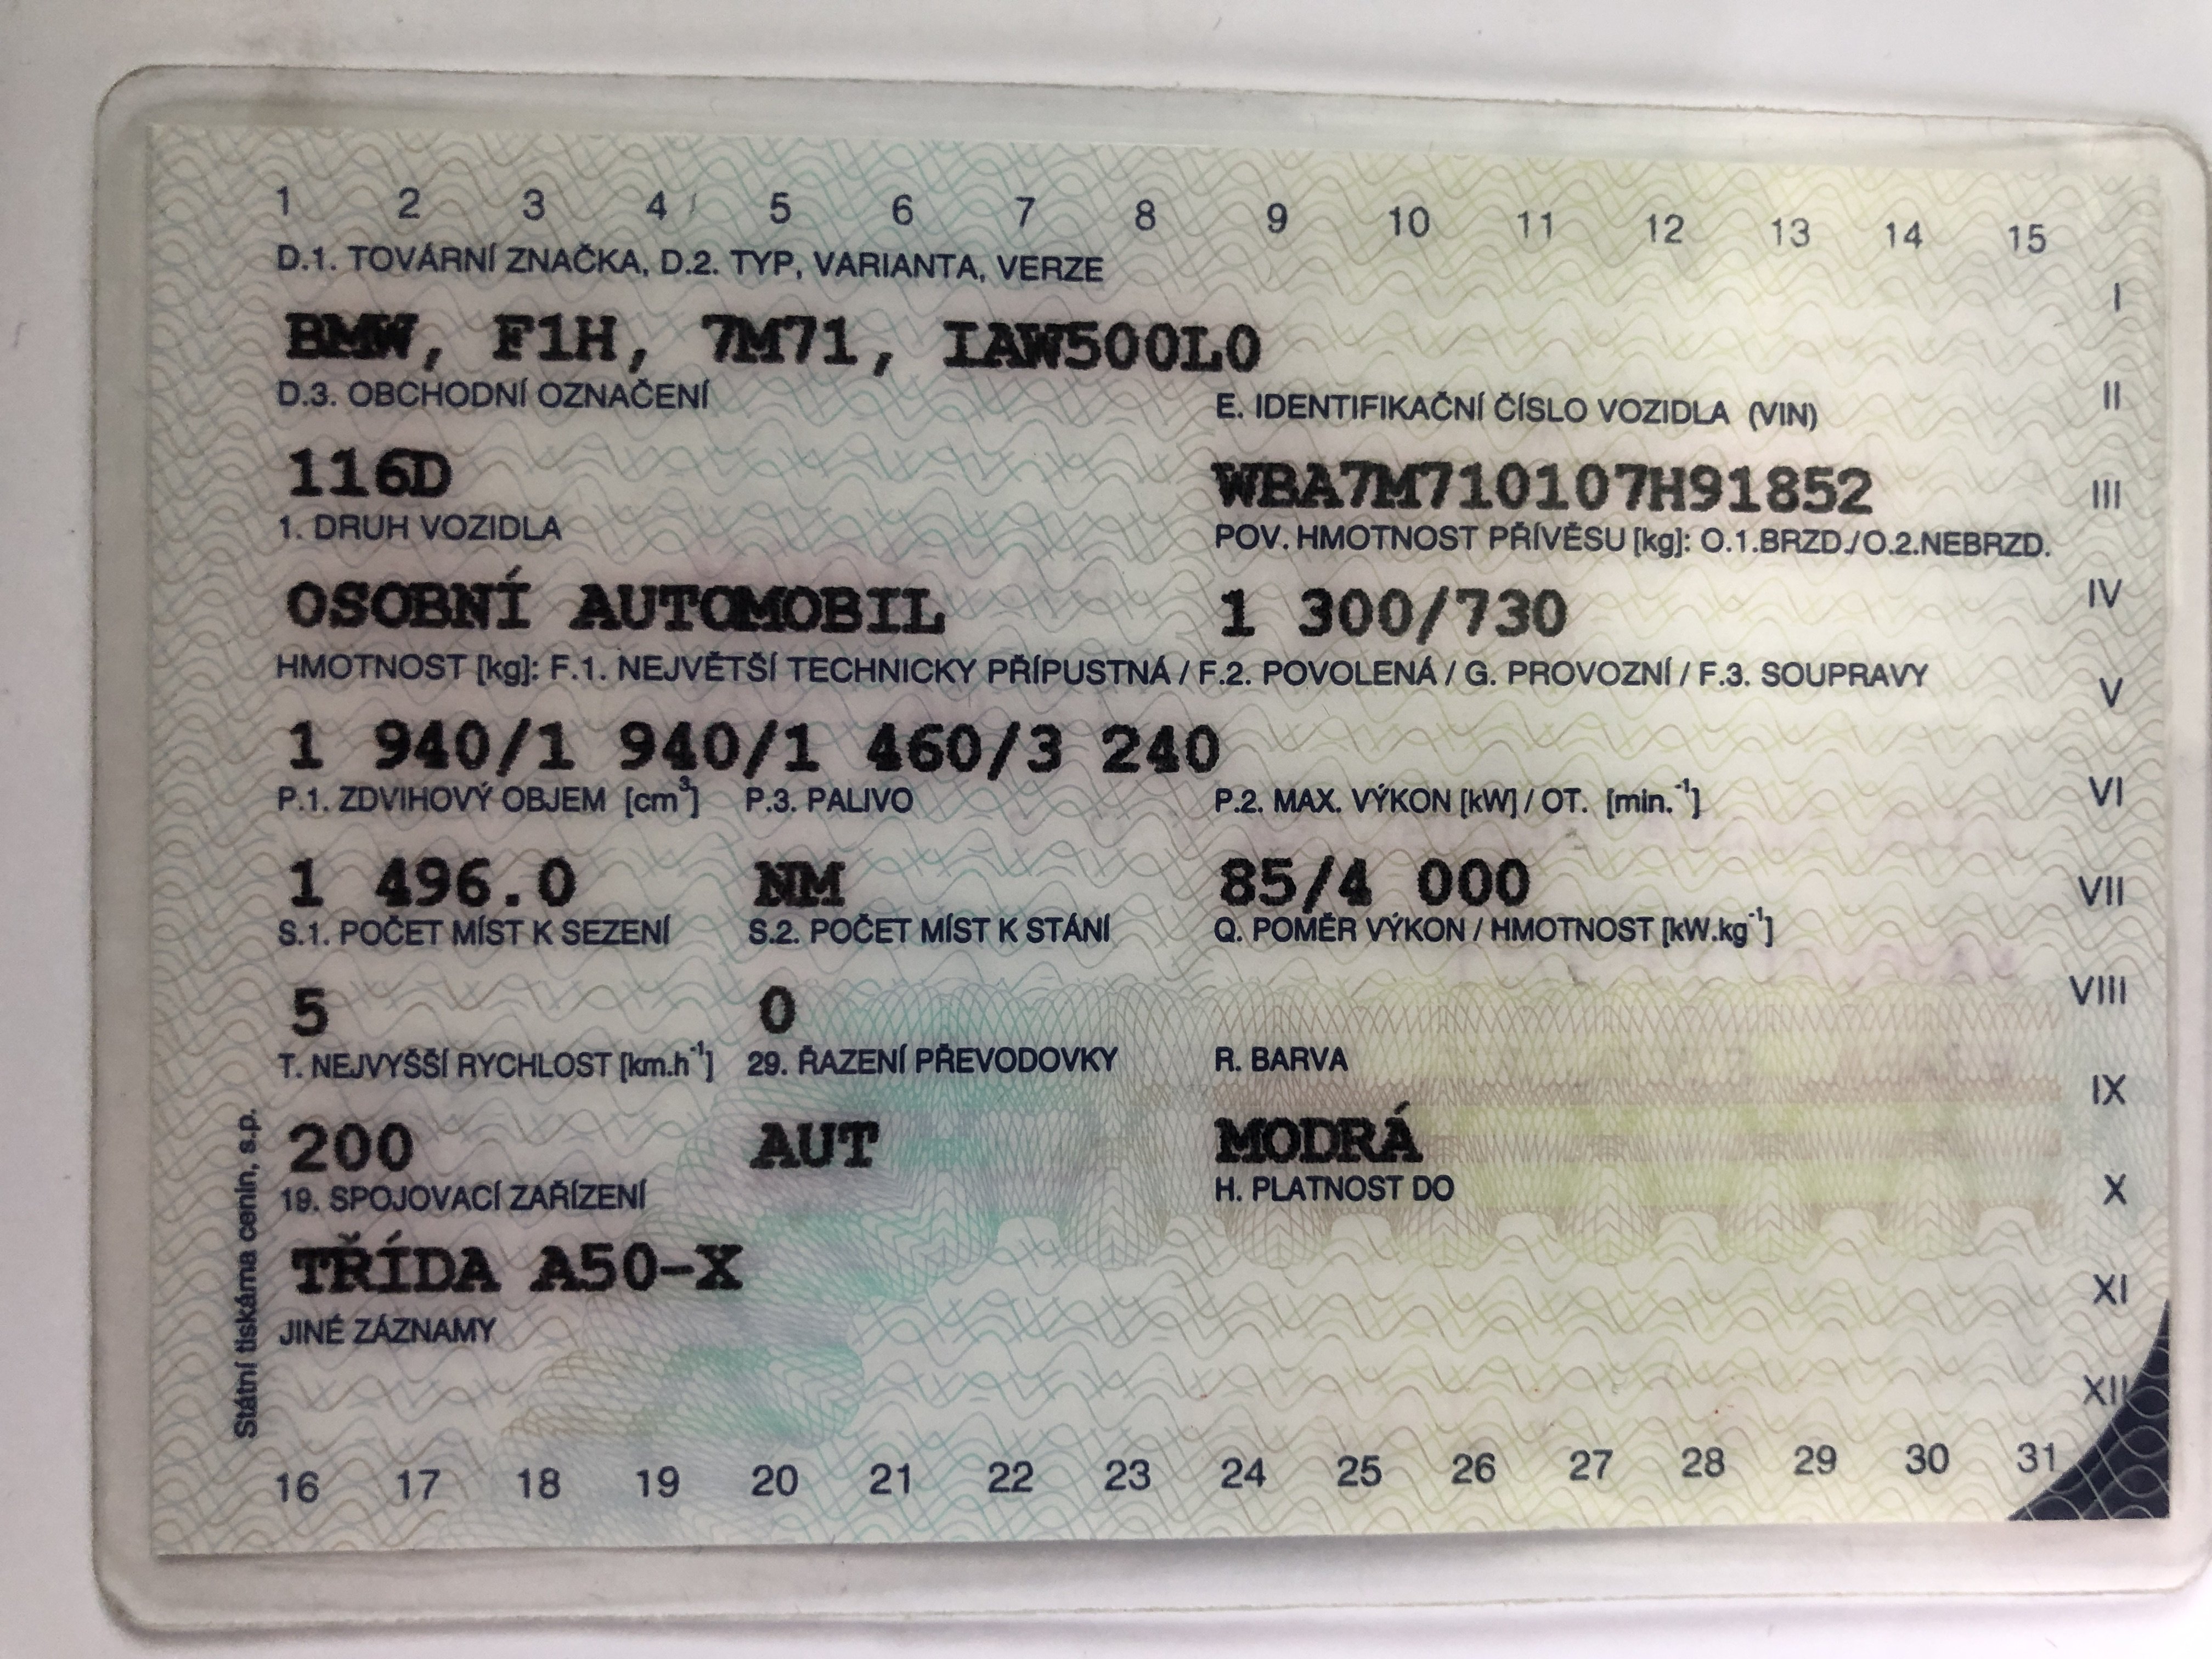 1 2 3 4 5 6 7 8 9 10 11 12 13 14 15
D.1. TOVÁRNÍ ZNAČKA, D.2. TYP, VARIANTA, VERZE
I
BMW, F1H, 7M71, IAW500L0
D.3. OBCHODNÍ OZNAČENÍ E. IDENTIFIKAČNÍ ČÍSLO VOZIDLA (VIN)
II
116D WBA7M710107H91852
III
1. DRUH VOZIDLA POV. HMOTNOST PŘÍVĚSU [kg]: O.1.BRZD./O.2.NEBRZD.
OSOBNÍ AUTOMOBIL 1 300/730
IV
HMOTNOST [kg]: F.1. NEJVĚTŠÍ TECHNICKY PŘÍPUSTNÁ / F.2. POVOLENÁ / G. PROVOZNÍ / F.3. SOUPRAVY
V
1 940/1 940/1 460/3 240
P.1. ZDVIHOVÝ OBJEM [cm³] P.3. PALIVO P.2. MAX. VÝKON [kW] / OT. [min.⁻¹]
VI
1 496.0 NM 85/4 000
VII
S.1. POČET MÍST K SEZENÍ S.2. POČET MÍST K STÁNÍ Q. POMĚR VÝKON / HMOTNOST [kW.kg⁻¹]
VIII
5 0
T. NEJVYŠŠÍ RYCHLOST [km.h⁻¹] 29. ŘAZENÍ PŘEVODOVKY R. BARVA
IX
200 AUT MODRÁ
19. SPOJOVACÍ ZAŘÍZENÍ H. PLATNOST DO
X
TŘÍDA A50-X
XI
JINÉ ZÁZNAMY
XII
Státní tiskárna cenin, s.p.
16 17 18 19 20 21 22 23 24 25 26 27 28 29 30 31